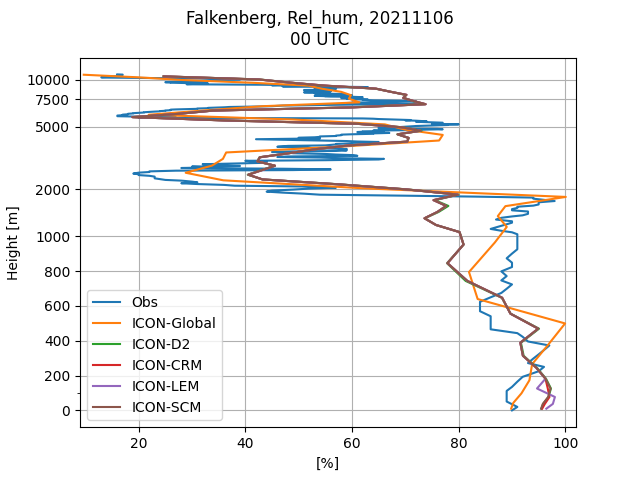 Falkenberg, Rel_hum, 20211106
00 UTC
10000
7500
5000
2000
1000
800
600
400
200
0
Height [m]
Obs
ICON-Global
ICON-D2
ICON-CRM
ICON-LEM
ICON-SCM
20 40 60 80 100
[%]